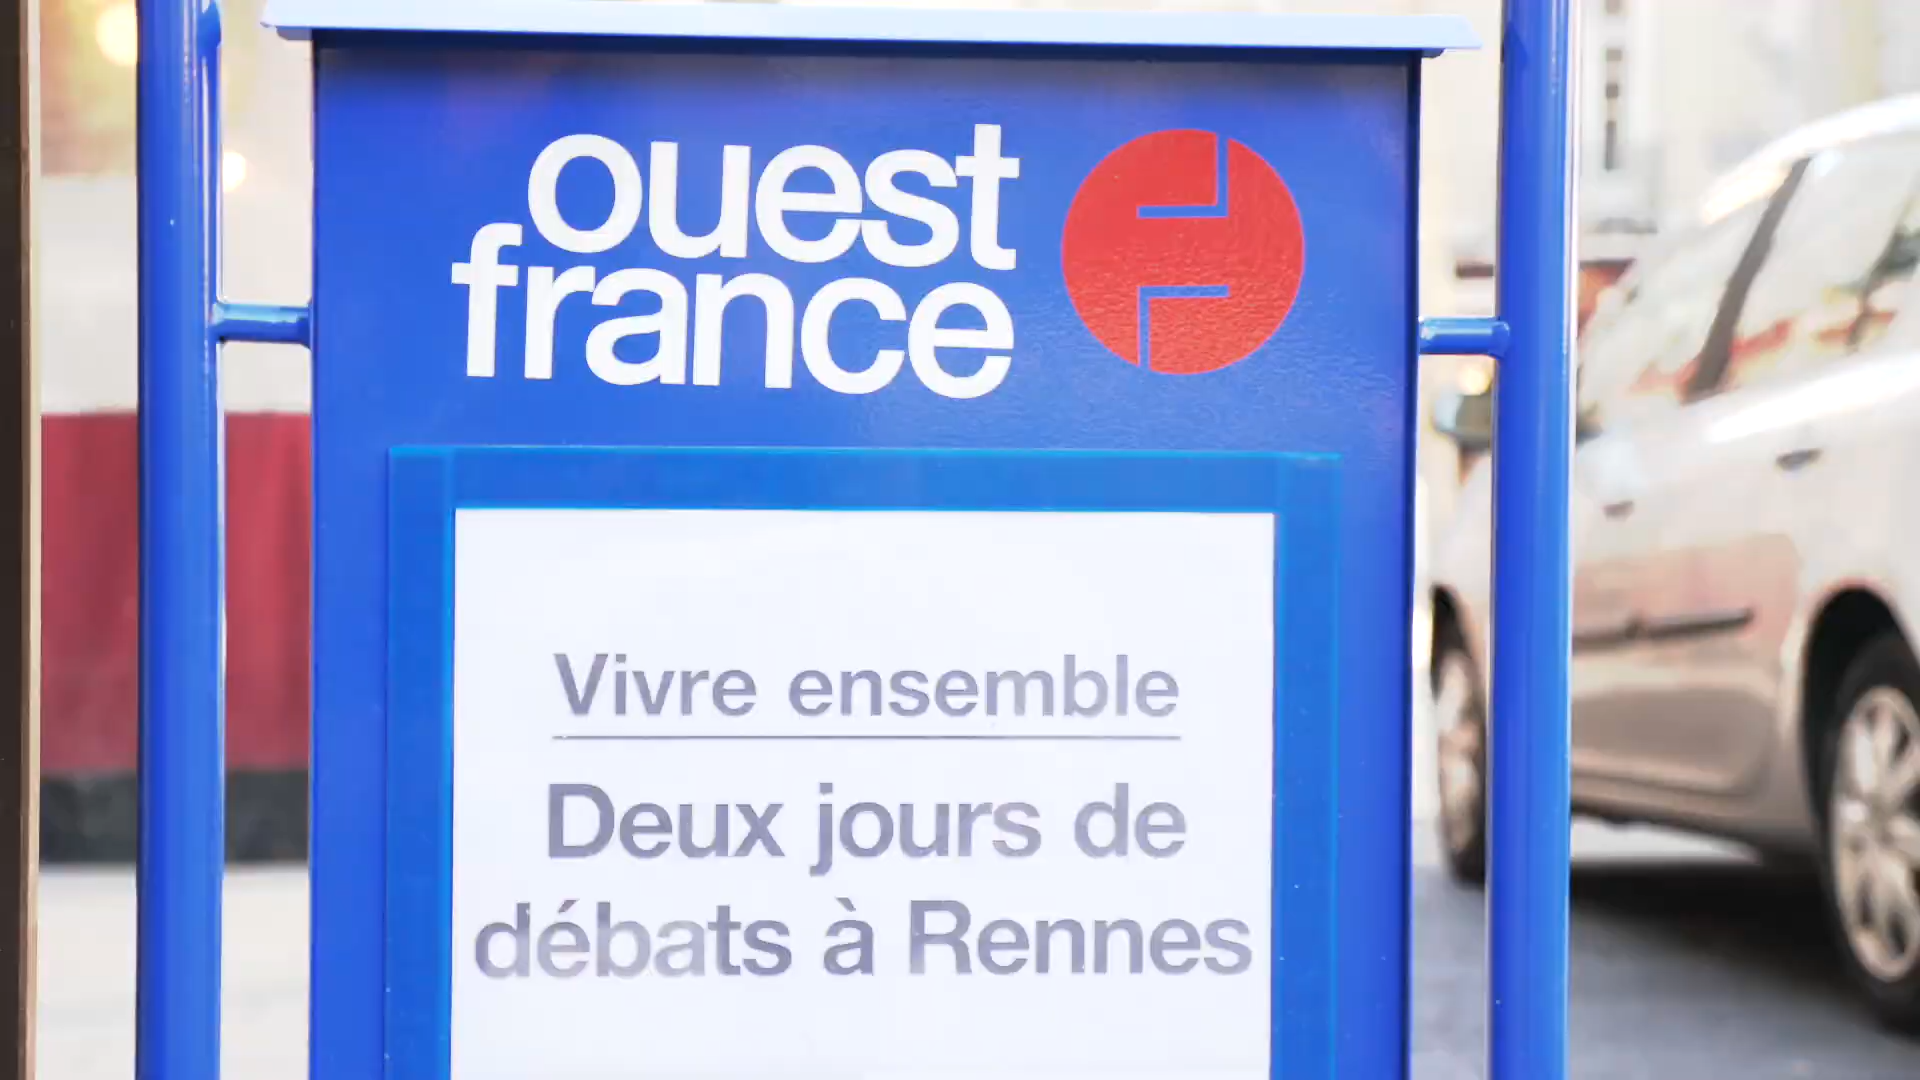 ouest
france
Vivre ensemble
Deux jours de
débats à Rennes